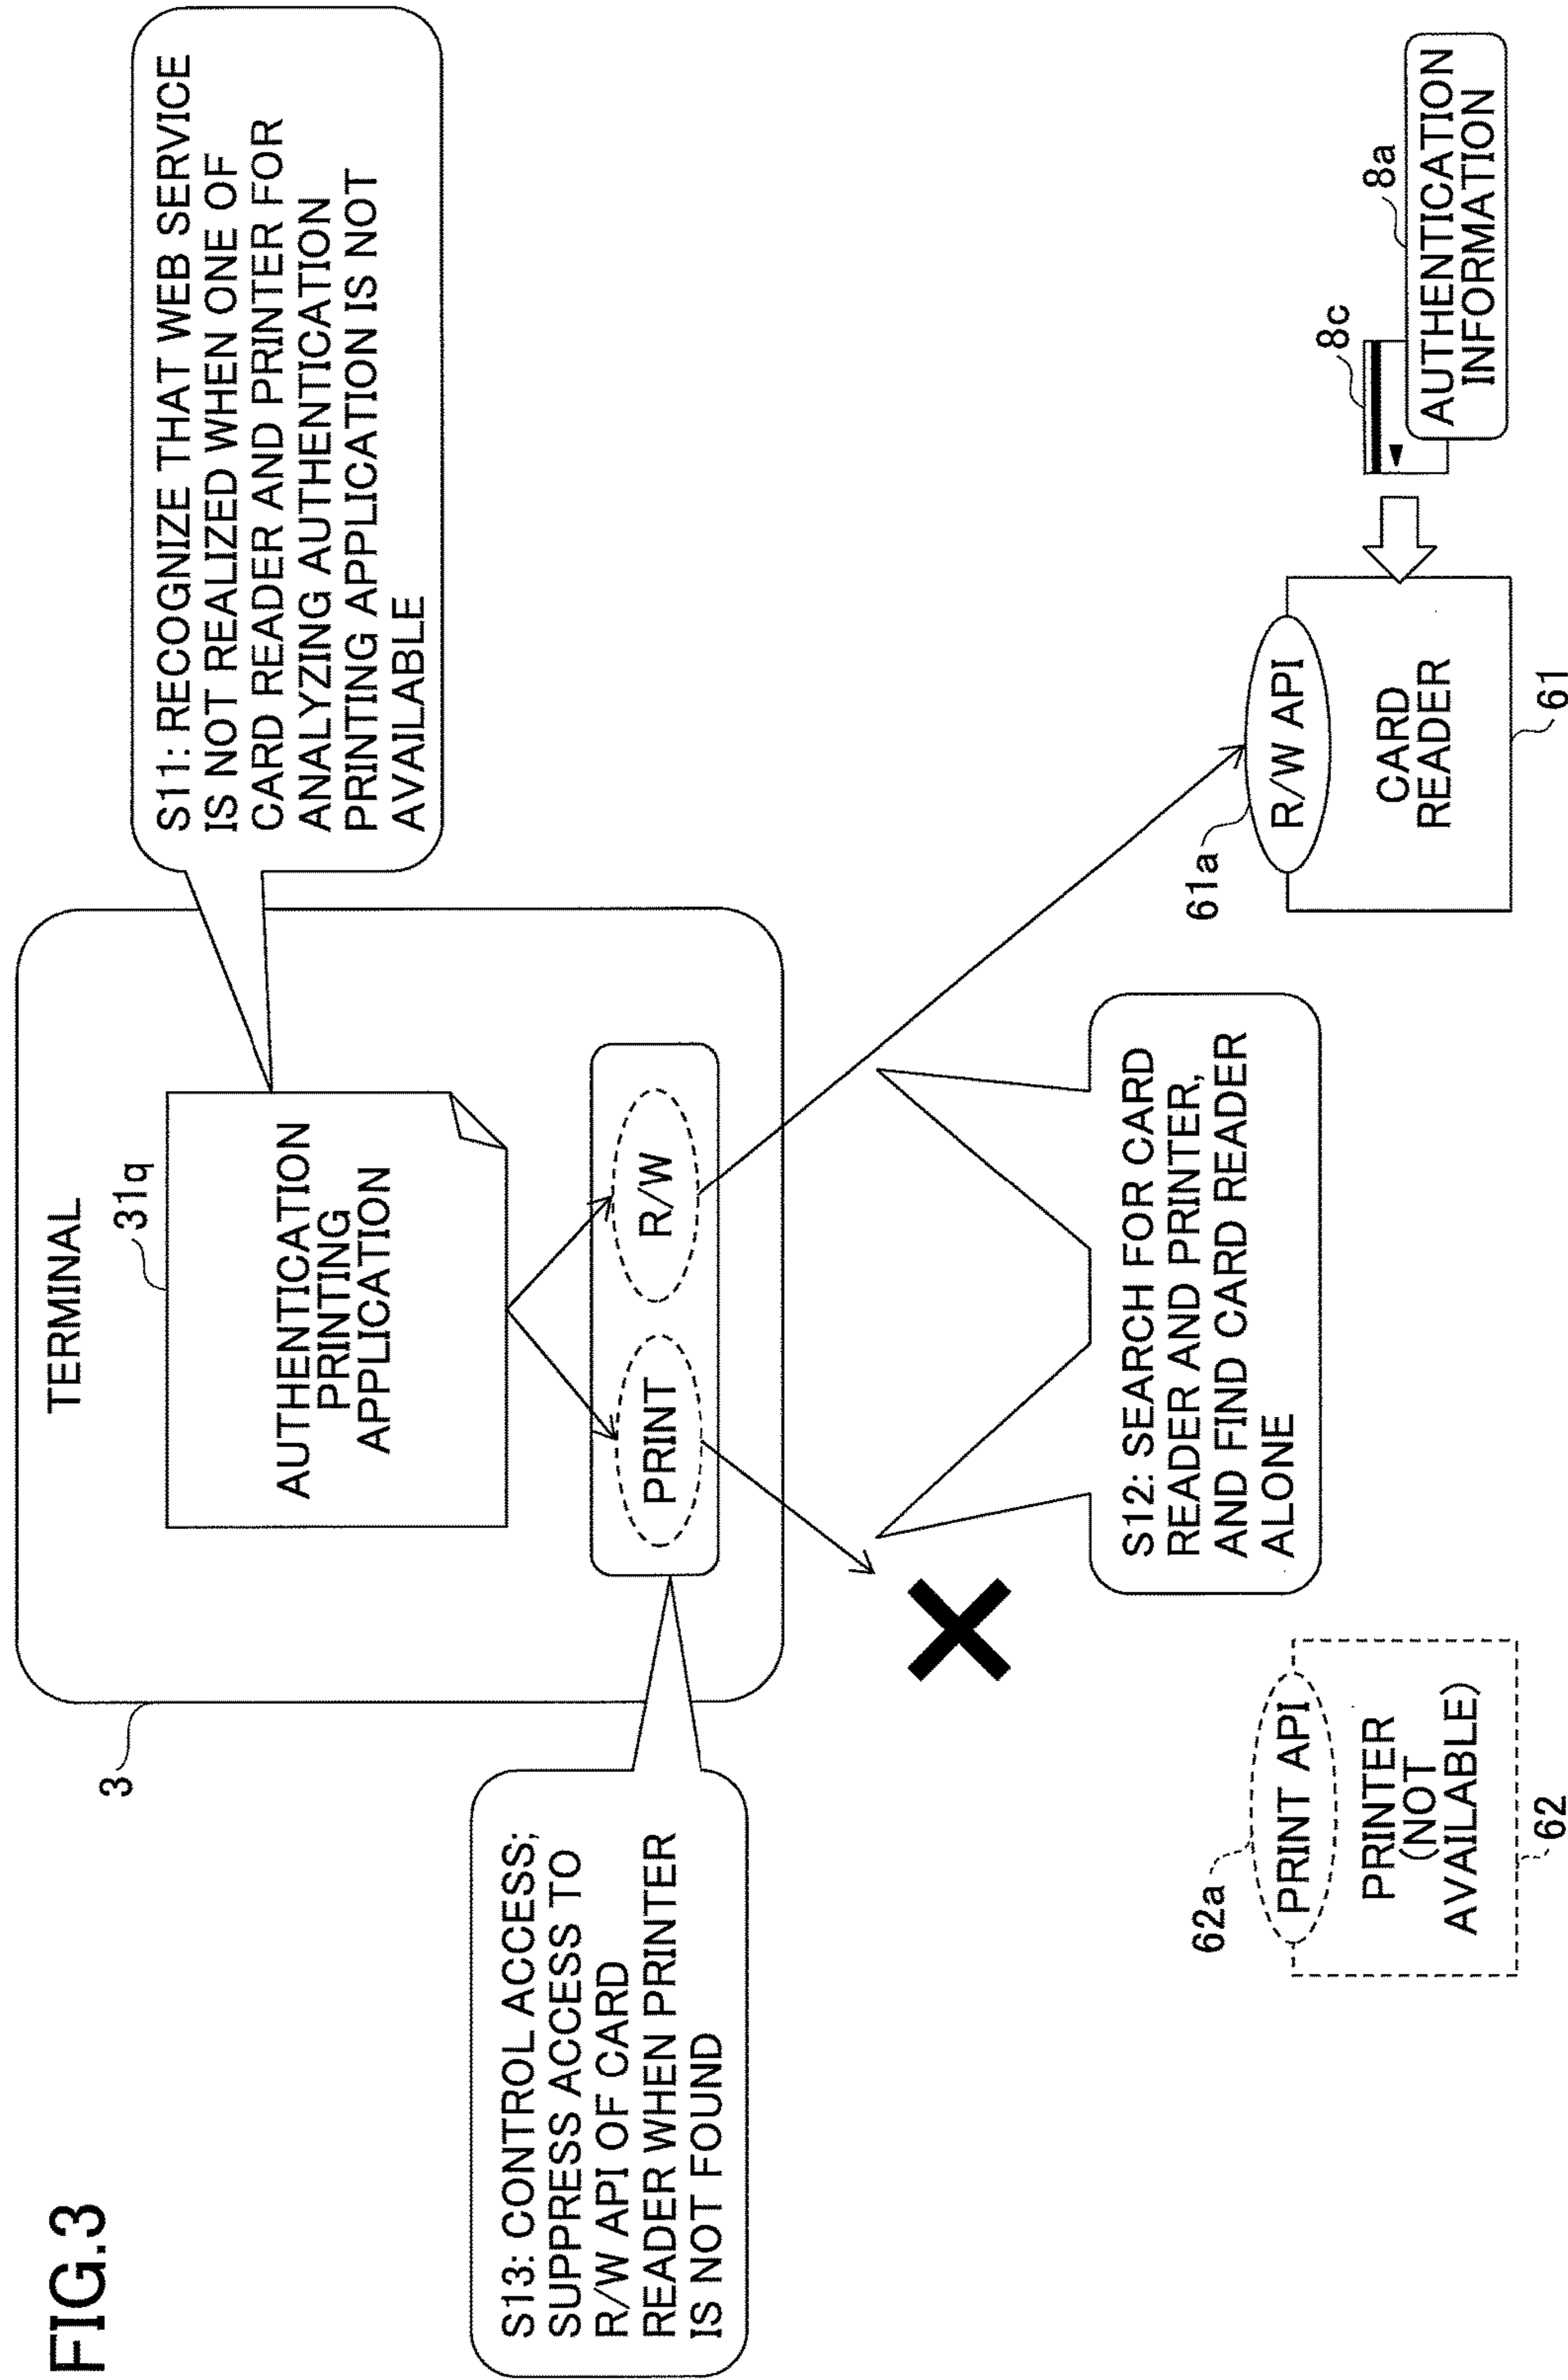 FIG.3
3
TERMINAL
31q
AUTHENTICATION
PRINTING
APPLICATION
PRINT
R/W
S11: RECOGNIZE THAT WEB SERVICE
IS NOT REALIZED WHEN ONE OF
CARD READER AND PRINTER FOR
ANALYZING AUTHENTICATION
PRINTING APPLICATION IS NOT
AVAILABLE
S13: CONTROL ACCESS;
SUPPRESS ACCESS TO
R/W API OF CARD
READER WHEN PRINTER
IS NOT FOUND
S12: SEARCH FOR CARD
READER AND PRINTER,
AND FIND CARD READER
ALONE
62a
PRINT API
PRINTER
(NOT
AVAILABLE)
62
61a
R/W API
CARD
READER
61
8c
8a
AUTHENTICATION
INFORMATION